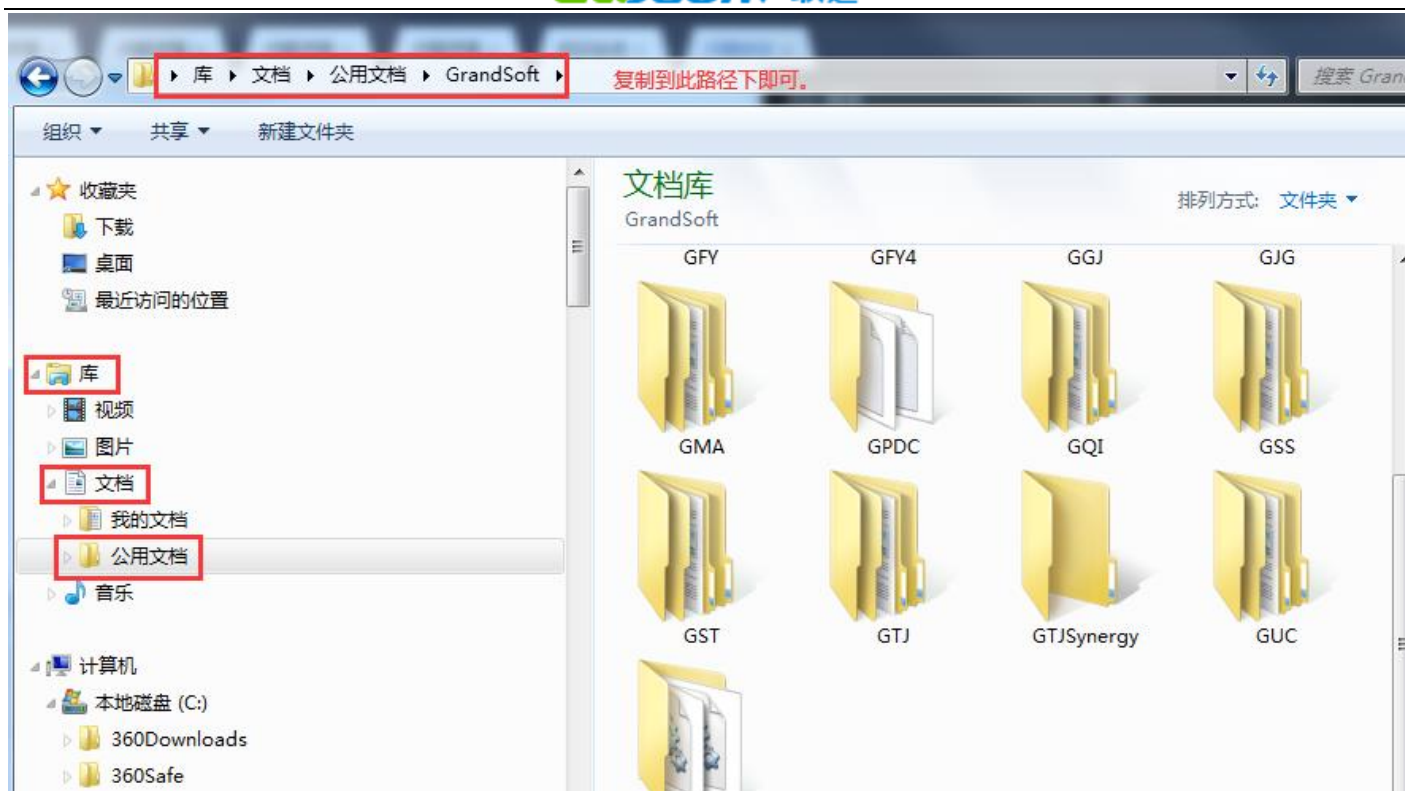 库 ▸ 文档 ▸ 公用文档 ▸ GrandSoft ▸ 复制到此路径下即可。 搜索 Gran
组织 共享 新建文件夹
收藏夹
下载
桌面
最近访问的位置
库
视频
图片
文档
我的文档
公用文档
音乐
计算机
本地磁盘 (C:)
360Downloads
360Safe
文档库
GrandSoft
排列方式: 文件夹
GFY GFY4 GGJ GJG
GMA GPDC GQI GSS
GST GTJ GTJSynergy GUC